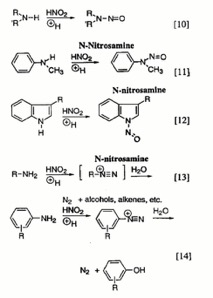 R
'R N−H HNO2 ⊕H R
'R N−N=O [10]
N-Nitrosamine
H
N
CH3 HNO2 ⊕H N=O
N
CH3 [11]
N-nitrosamine
R
N
H HNO2 ⊕H R
N
N
O [12]
N-nitrosamine
R−NH2 HNO2 ⊕H [ R−N≡N ] H2O [13]
N2 + alcohols, alkenes, etc.
NH2
R HNO2 ⊕H N≡N
R H2O
[14]
N2 + OH
R